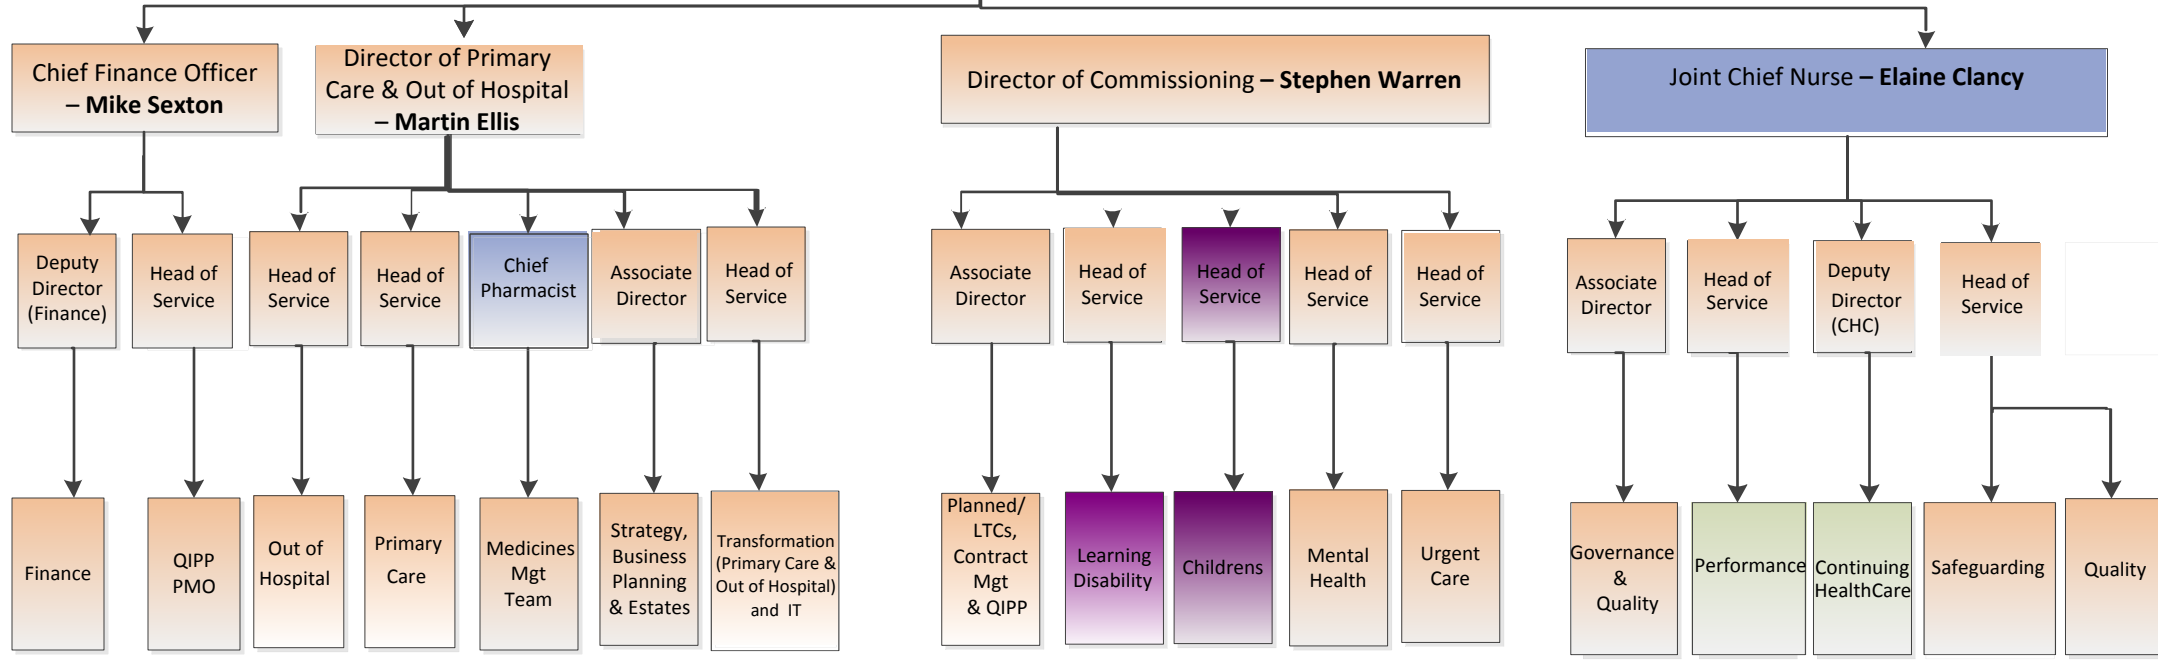 Chief Finance Officer
– Mike Sexton
Director of Primary
Care & Out of Hospital
– Martin Ellis
Director of Commissioning – Stephen Warren
Joint Chief Nurse – Elaine Clancy
Deputy
Director
(Finance)
Head of
Service
Head of
Service
Head of
Service
Chief
Pharmacist
Associate
Director
Head of
Service
Associate
Director
Head of
Service
Head of
Service
Head of
Service
Head of
Service
Associate
Director
Head of
Service
Deputy
Director
(CHC)
Head of
Service
Finance
QIPP
PMO
Out of
Hospital
Primary
Care
Medicines
Mgt
Team
Strategy,
Business
Planning
& Estates
Transformation
(Primary Care &
Out of Hospital)
and IT
Planned/
LTCs,
Contract
Mgt
& QIPP
Learning
Disability
Childrens
Mental
Health
Urgent
Care
Governance
&
Quality
Performance
Continuing
HealthCare
Safeguarding
Quality